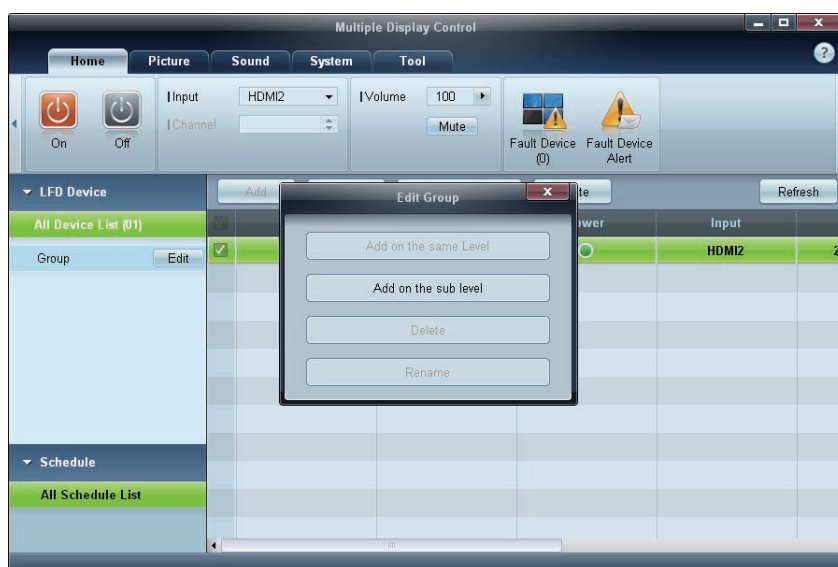 Multiple Display Control
Home Picture Sound System Tool
Input HDMI2 Volume 100
Channel Mute
On Off Fault Device (0) Fault Device Alert
LFD Device Add te Refresh
All Device List (01) ower Input
Group Edit HDMI2 2
Edit Group
Add on the same Level
Add on the sub level
Delete
Rename
Schedule
All Schedule List